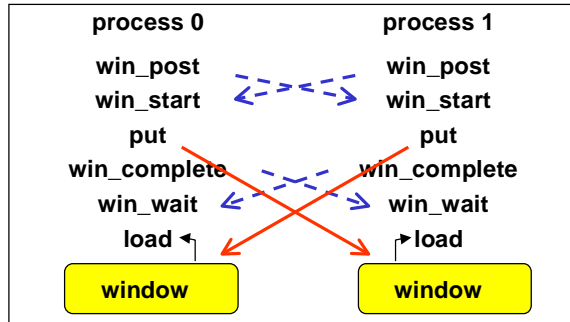 process 0 process 1
win_post win_post
win_start win_start
put put
win_complete win_complete
win_wait win_wait
load load
window window